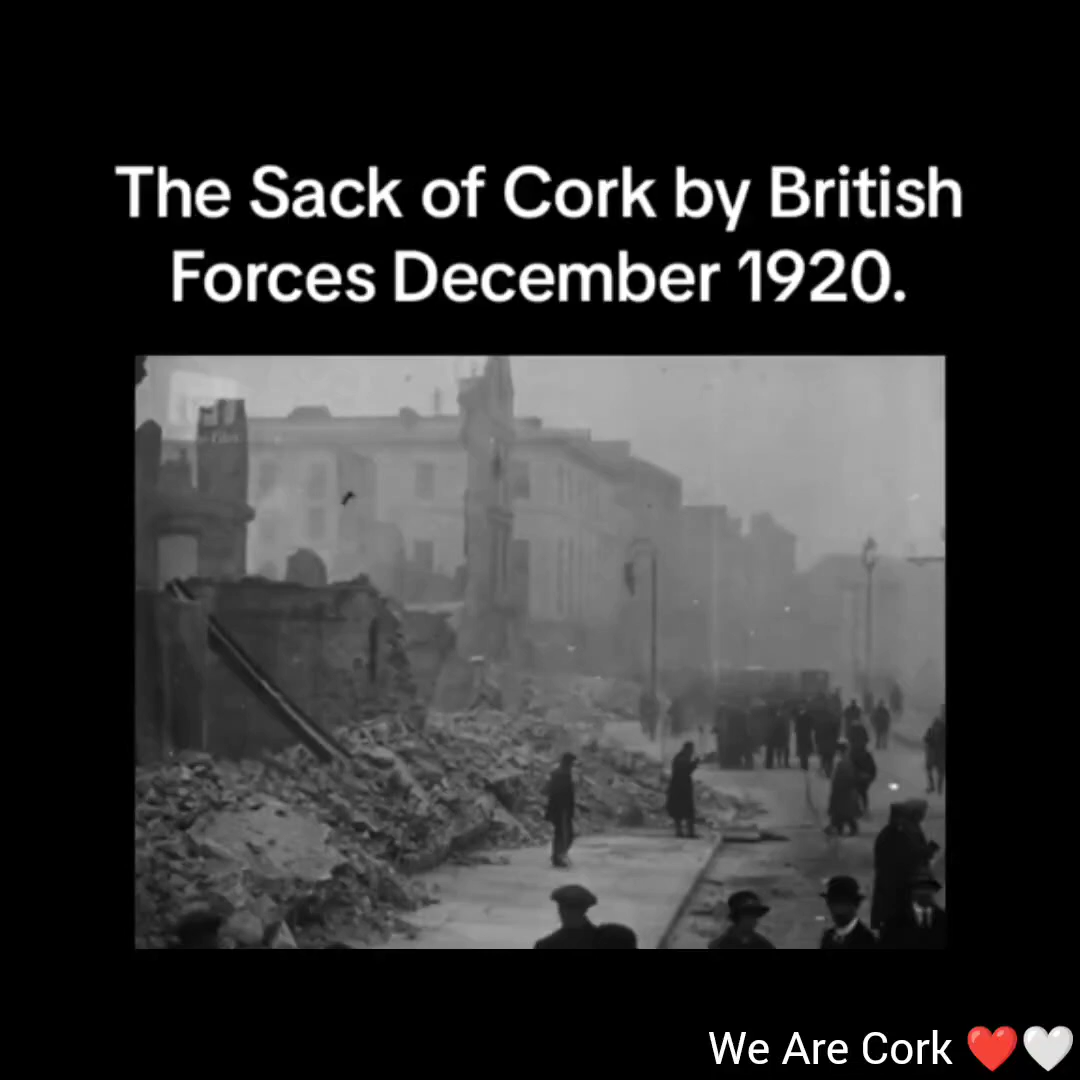 The Sack of Cork by British
Forces December 1920.
We Are Cork ❤️🤍